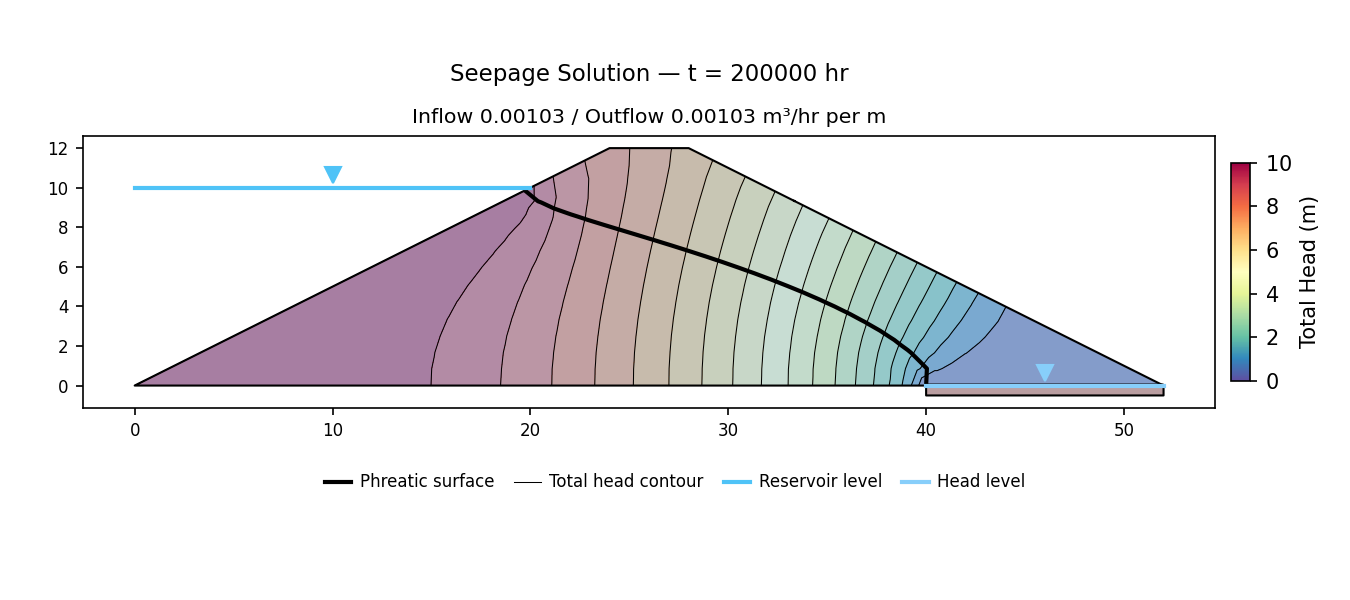 Seepage Solution — t = 200000 hr
Inflow 0.00103 / Outflow 0.00103 m³/hr per m
12
10
8
6
4
2
0
0 10 20 30 40 50
10
8
6
4
2
0
Total Head (m)
Phreatic surface Total head contour Reservoir level Head level